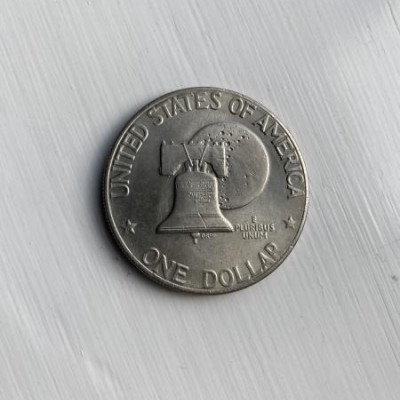 UNITED STATES OF AMERICA
E
PLURIBUS
UNUM
ONE DOLLAR